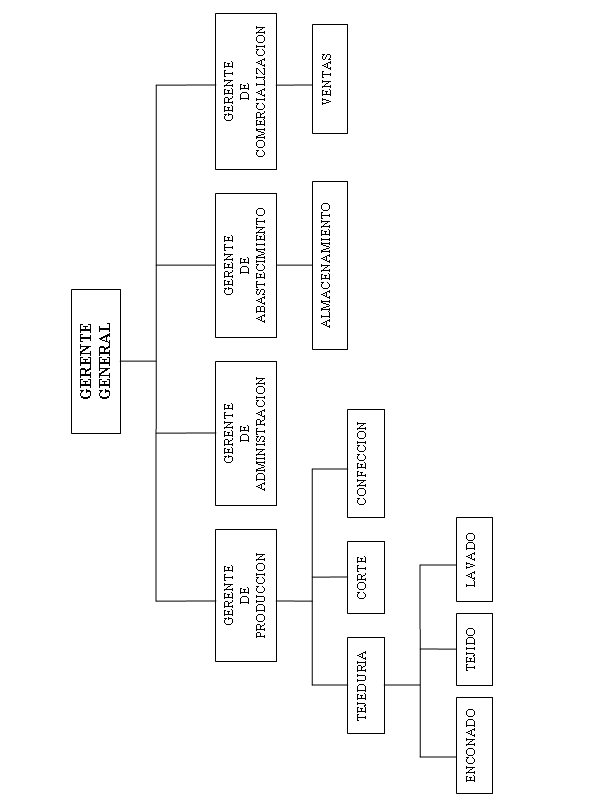 GERENTE
GENERAL
GERENTE
DE
PRODUCCION
GERENTE
DE
ADMINISTRACION
GERENTE
DE
ABASTECIMIENTO
GERENTE
DE
COMERCIALIZACION
TEJEDURIA
CORTE
CONFECCION
ALMACENAMIENTO
VENTAS
ENCONADO
TEJIDO
LAVADO